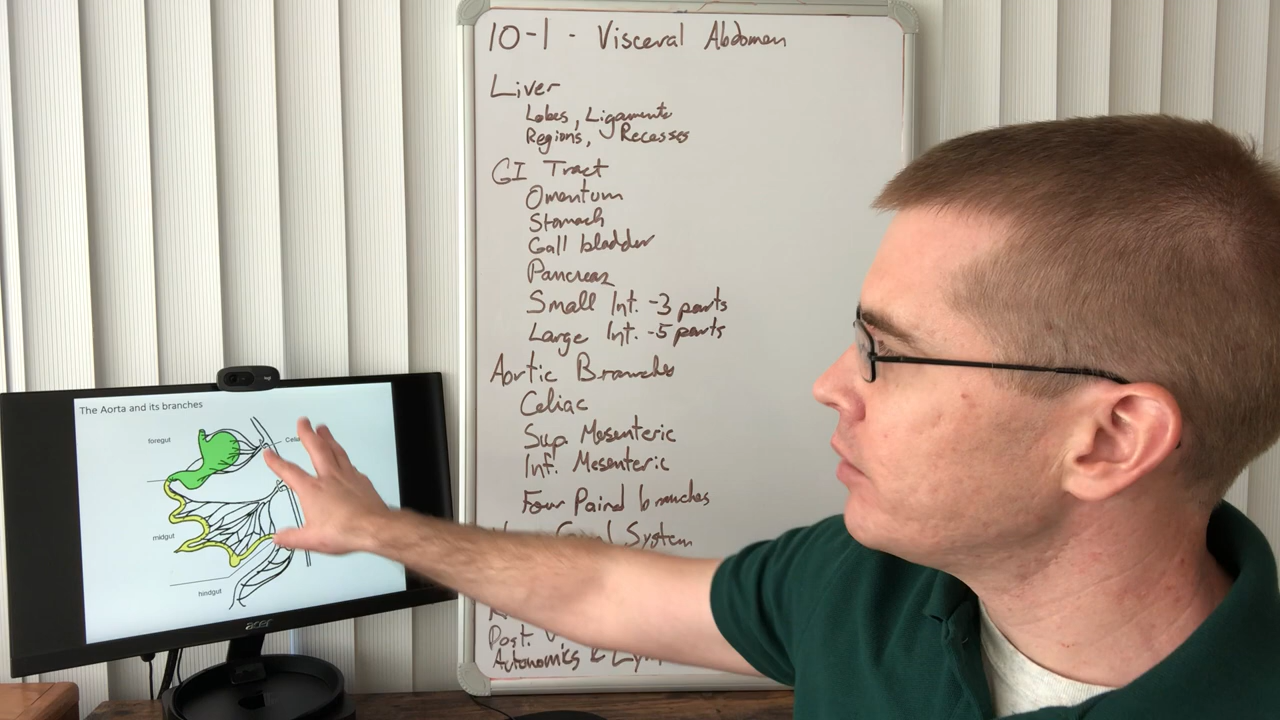 10-1 - Visceral Abdomen
Liver
Lobes, Ligaments
Regions, Recesses
GI Tract
Omentum
Stomach
Gall bladder
Pancreas
Small Int. -3 parts
Large Int. -5 parts
Aortic Branches
Celiac
Sup. Mesenteric
Inf. Mesenteric
Four Paired branches
System
Post.
Autonomics &
The Aorta and its branches
foregut
midgut
hindgut
acer